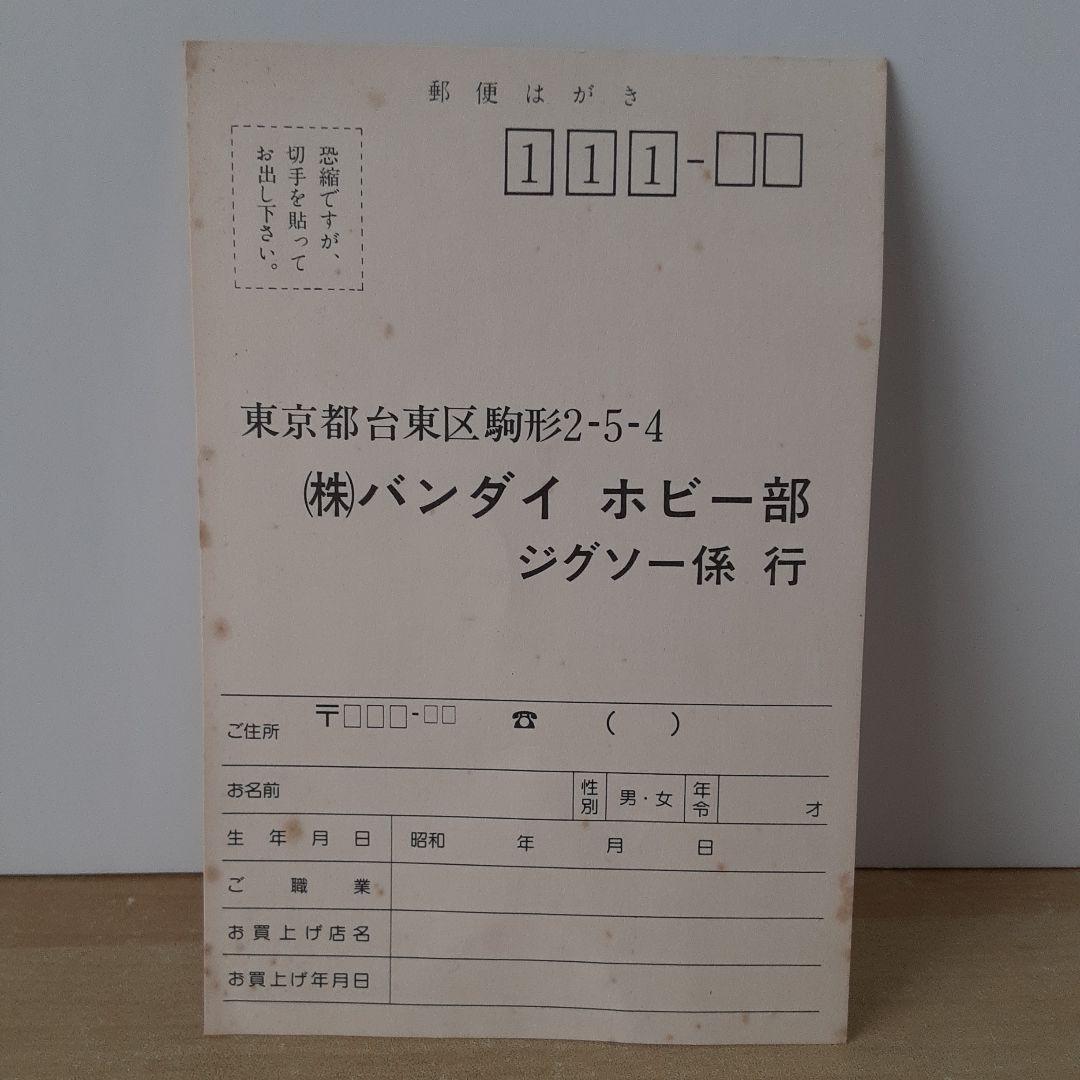 郵便はがき
恐縮ですが、
切手を貼って
お出し下さい。
111-□□
東京都台東区駒形2-5-4
㈱バンダイ ホビー部
ジグソー係 行
ご住所 〒□□□-□□ ☎ ( )
お名前 性別 男・女 年令 才
生年月日 昭和 年 月 日
ご職業
お買上げ店名
お買上げ年月日